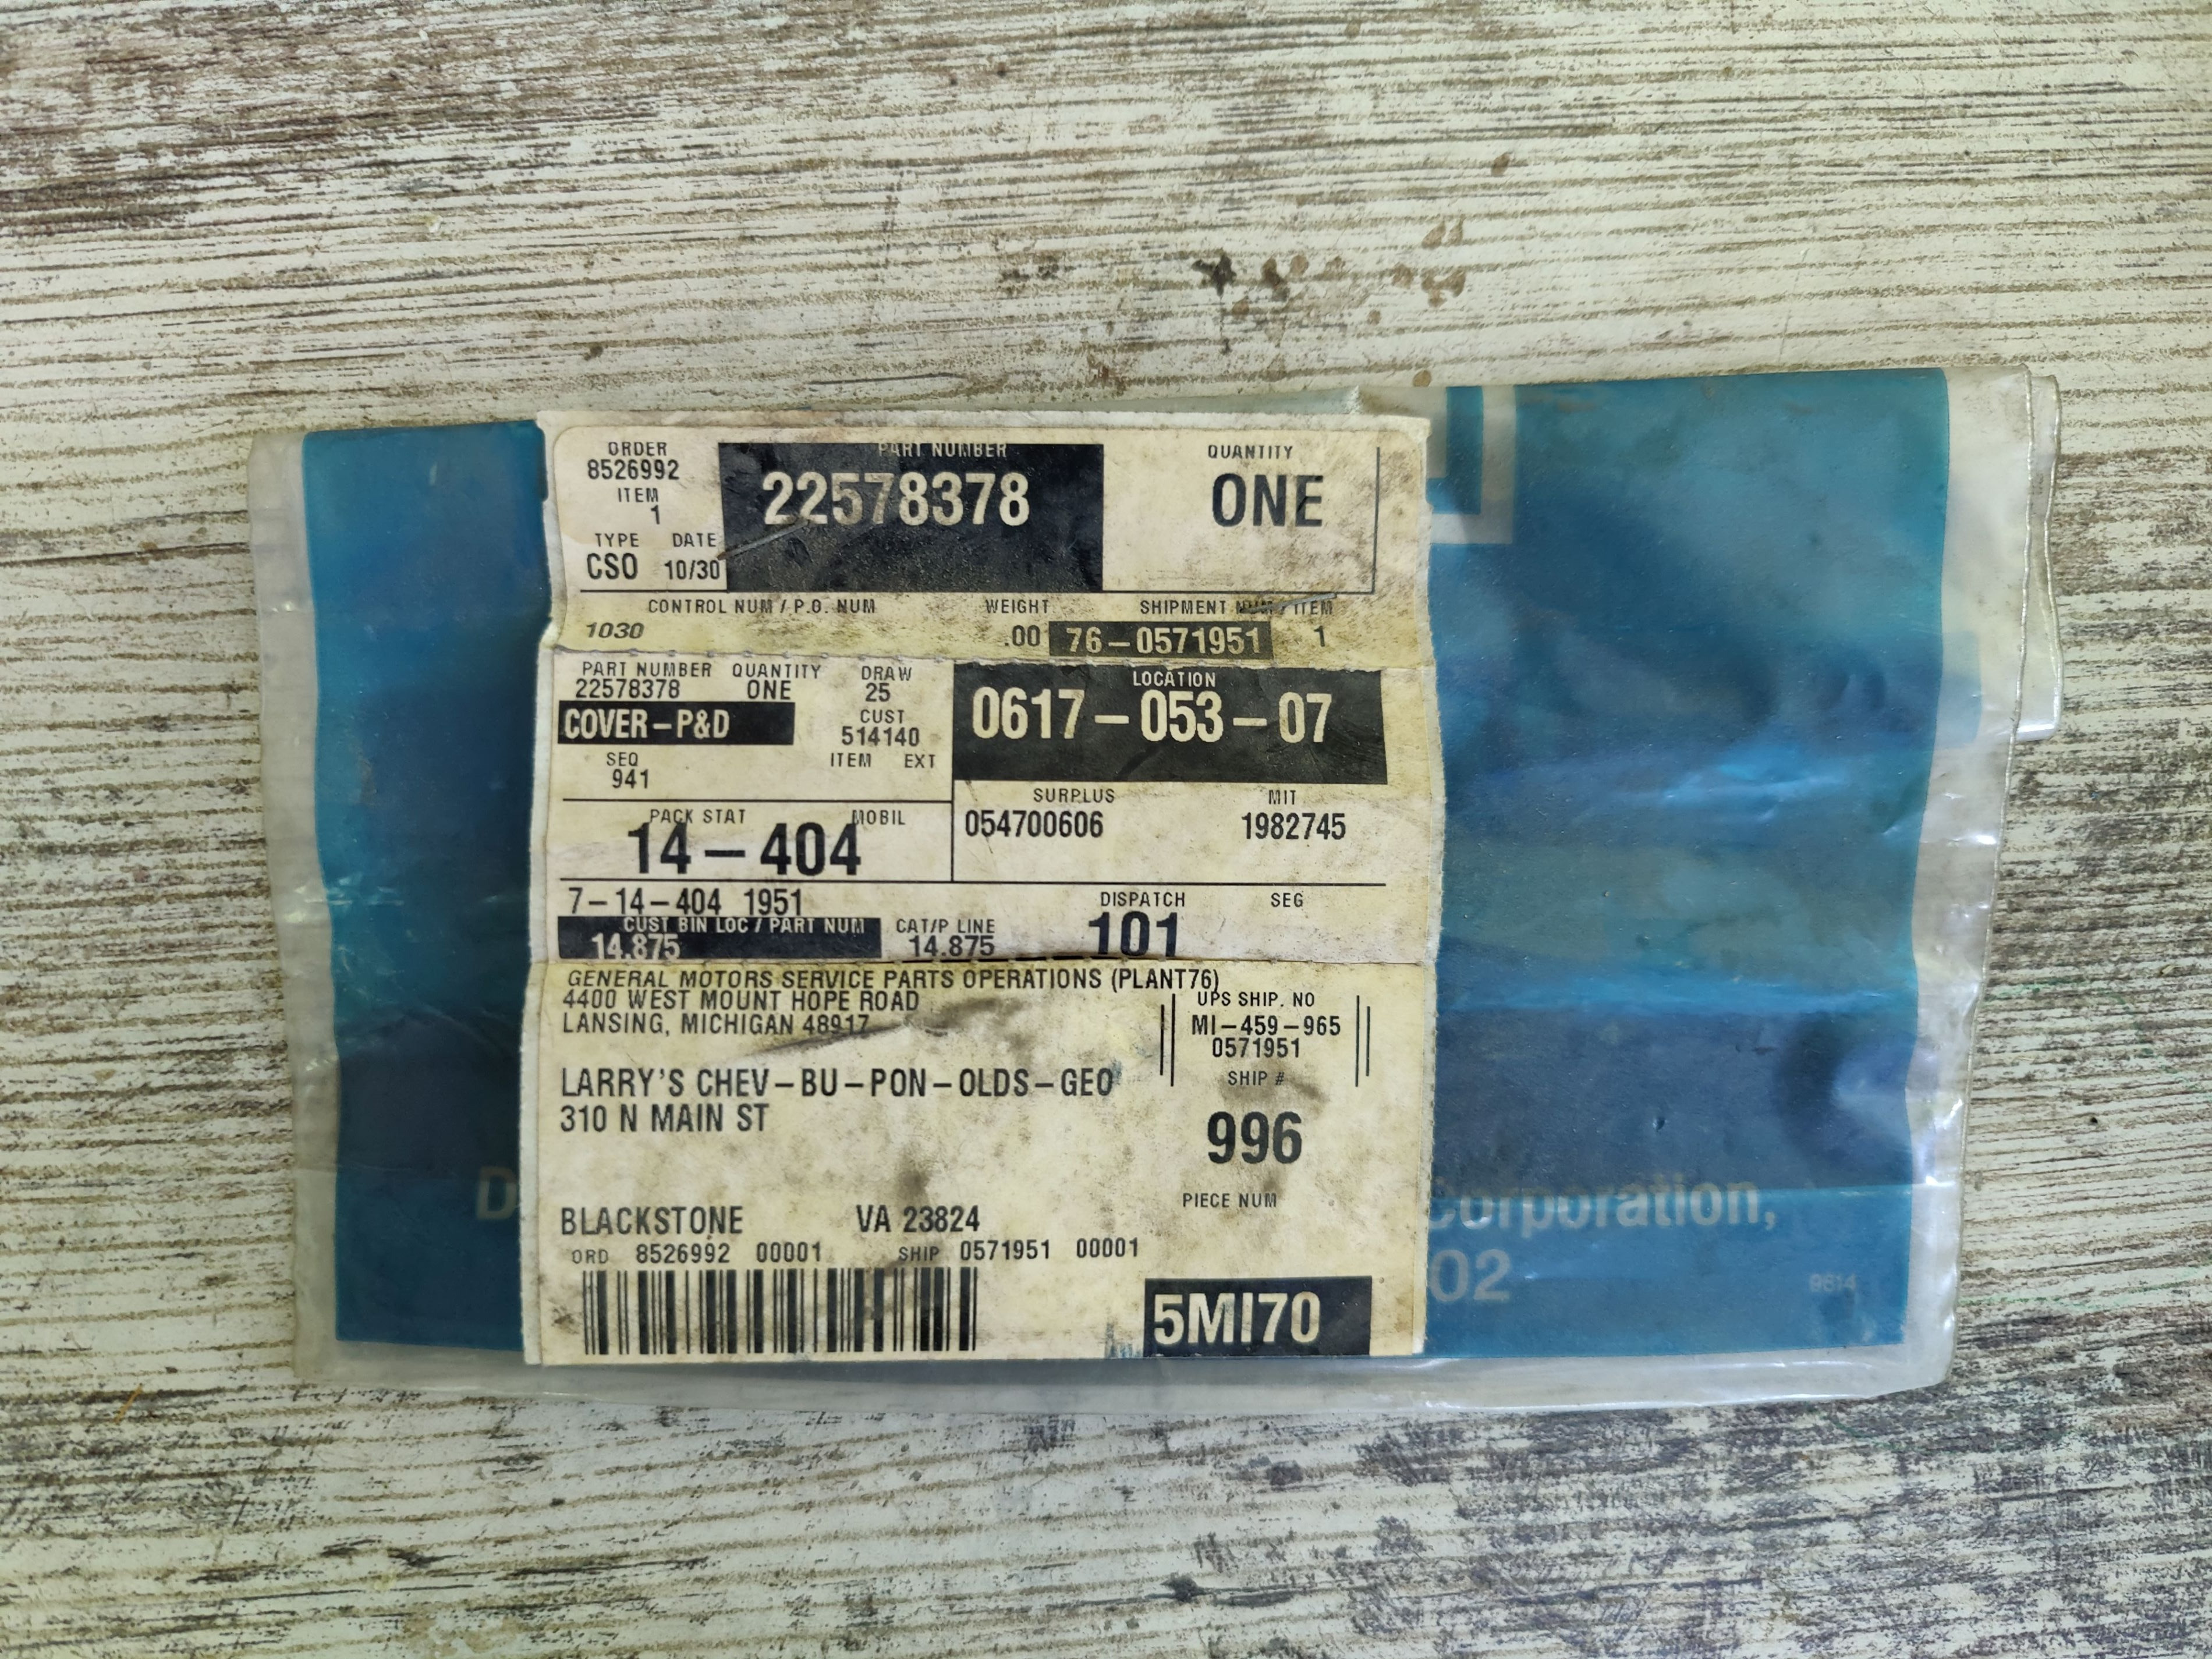 ORDER
8526992
ITEM
1
TYPE DATE
CSO 10/30
PART NUMBER
22578378
QUANTITY
ONE
CONTROL NUM / P.O. NUM WEIGHT SHIPMENT NUM / ITEM
1030 .00 76-0571951 1
PART NUMBER QUANTITY DRAW
22578378 ONE 25
COVER-P&D CUST
514140
SEQ ITEM EXT
941
LOCATION
0617-053-07
PACK STAT MOBIL
14-404
SURPLUS MIT
054700606 1982745
7-14-404 1951
CUST BIN LOC / PART NUM CAT/P LINE
14.875 14.875
DISPATCH SEG
101
GENERAL MOTORS SERVICE PARTS OPERATIONS (PLANT76)
4400 WEST MOUNT HOPE ROAD
LANSING, MICHIGAN 48917
UPS SHIP. NO
MI-459-965
0571951
SHIP #
996
LARRY'S CHEV-BU-PON-OLDS-GEO
310 N MAIN ST
PIECE NUM
BLACKSTONE VA 23824
ORD 8526992 00001 SHIP 0571951 00001
5MI70
D
Corporation,
02